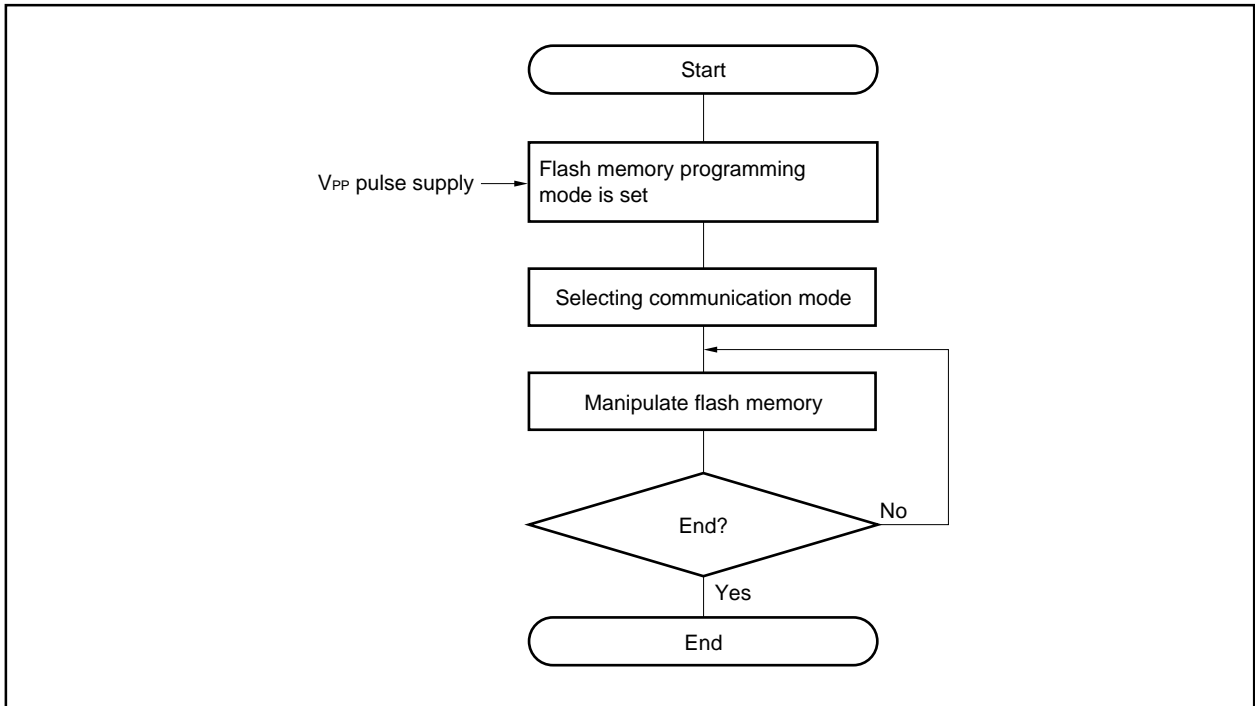 Start
VPP pulse supply
Flash memory programming
mode is set
Selecting communication mode
Manipulate flash memory
End?
No
Yes
End